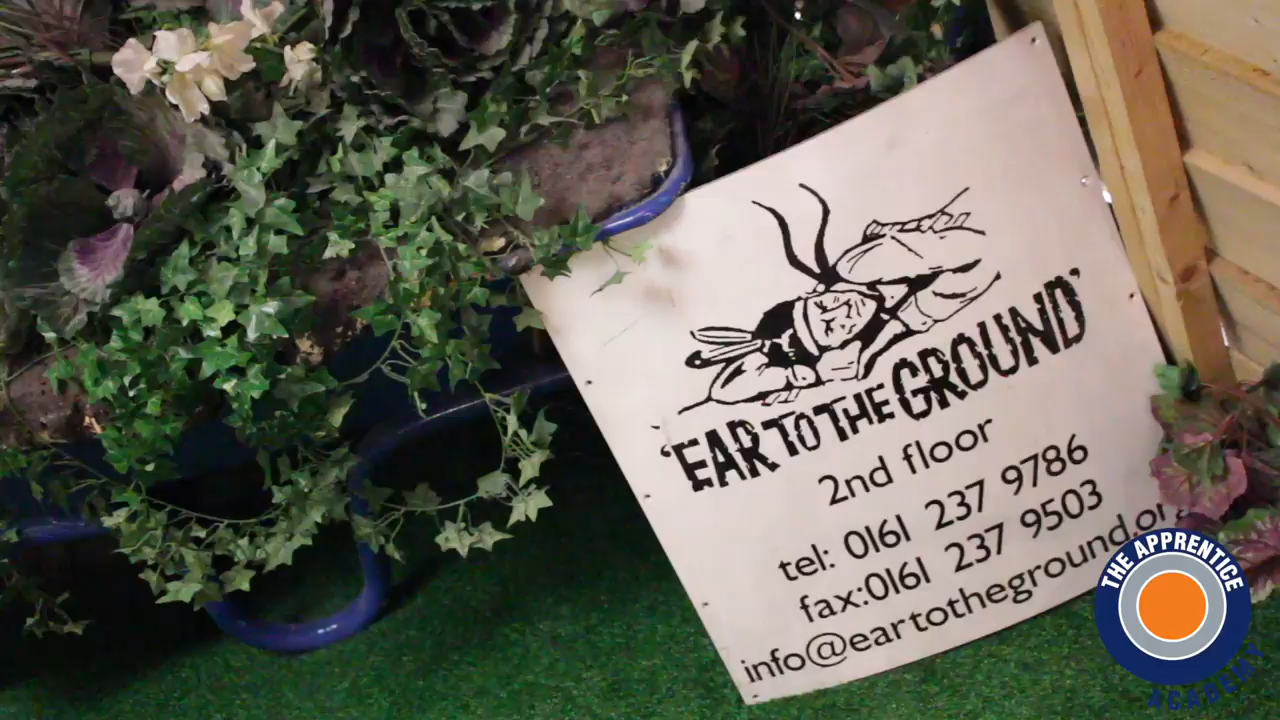 'EAR TO THE GROUND'
2nd floor
tel: 0161 237 9786
fax:0161 237 9503
info@eartotheground.org
THE APPRENTICE
ACADEMY